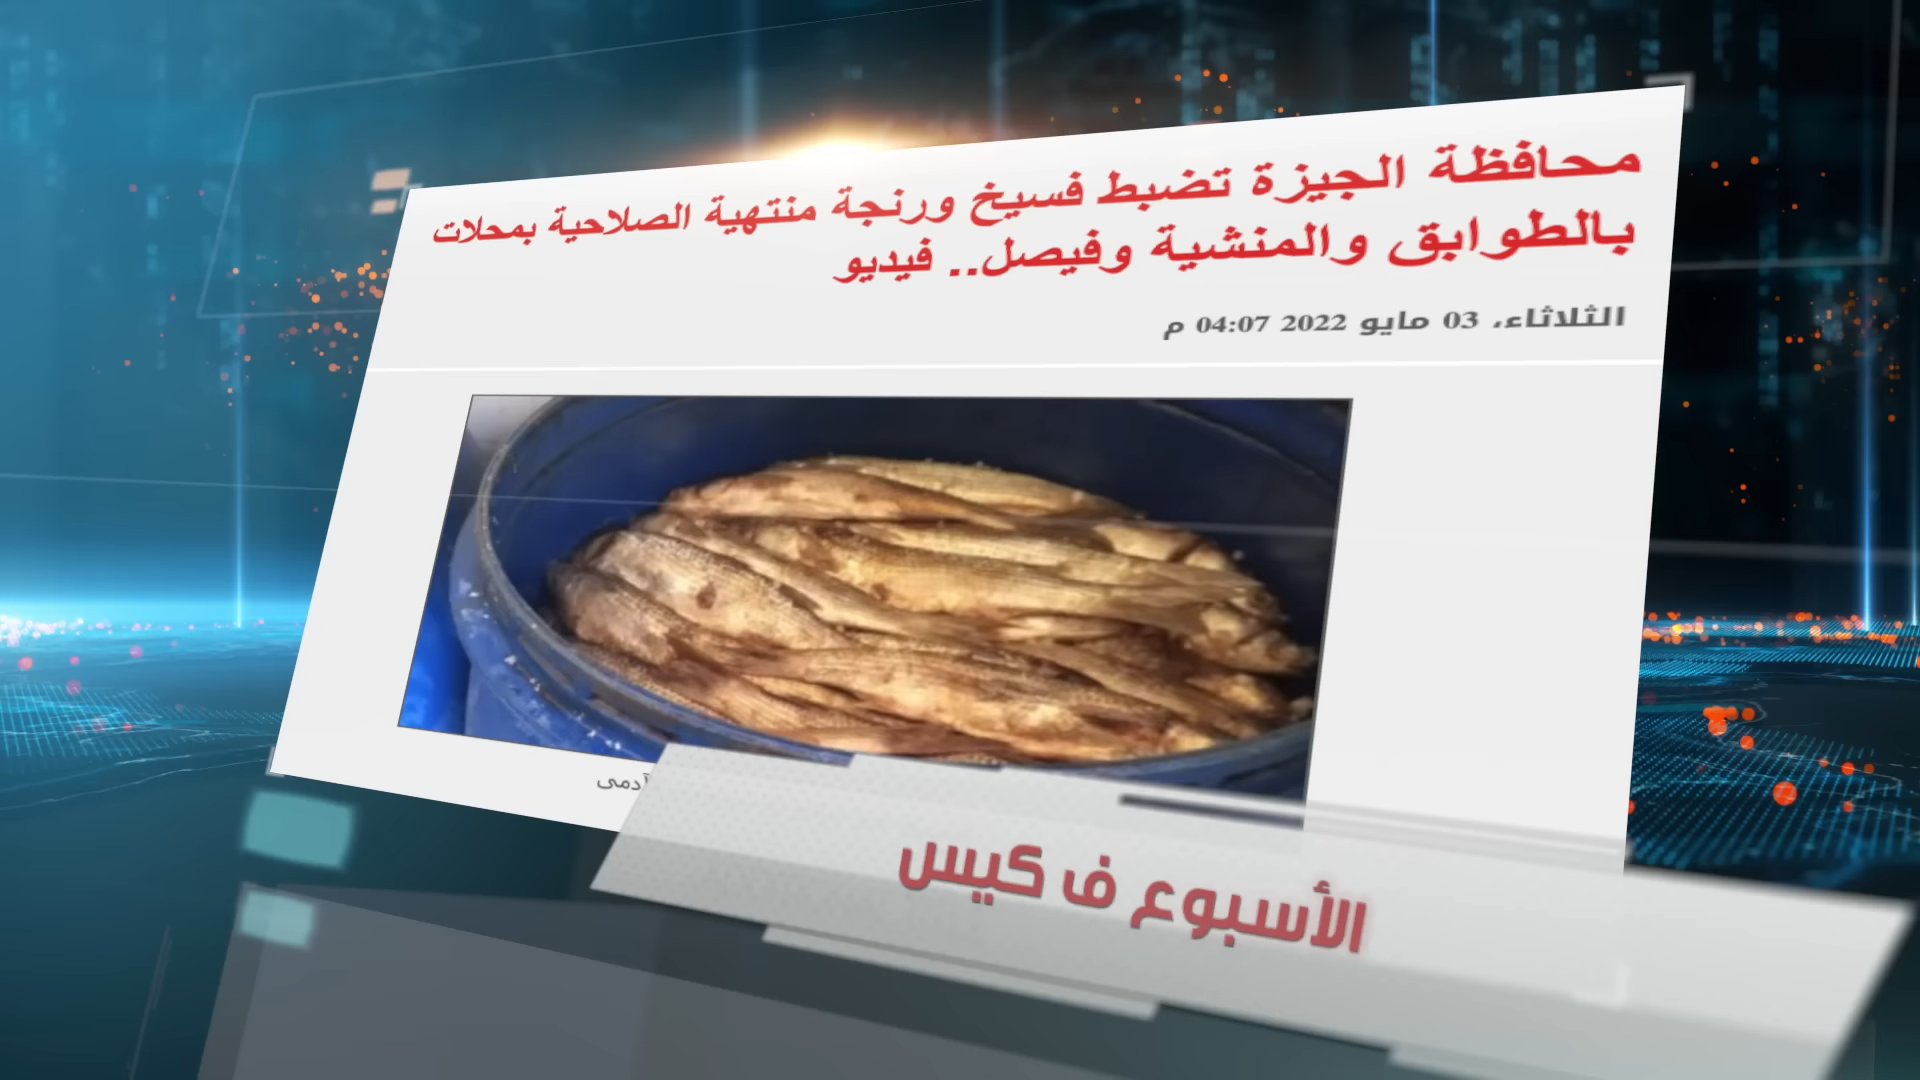 محافظة الجيزة تضبط فسيخ ورنجة منتهية الصلاحية بمحلات
بالطوابق والمنشية وفيصل.. فيديو
الثلاثاء، 03 مايو 2022 04:07 م
آدمى
الأسبوع ف كيس